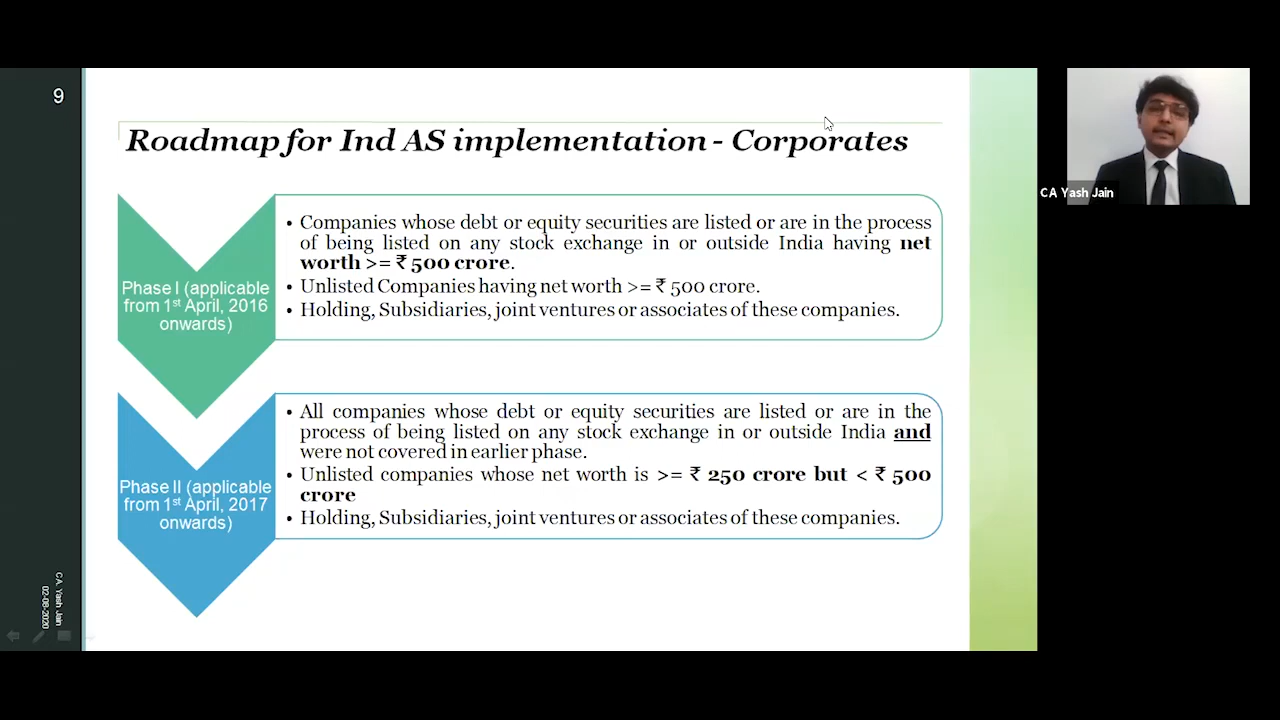 9
Roadmap for Ind AS implementation - Corporates
CA Yash Jain
Phase I (applicable
from 1st April, 2016
onwards)
• Companies whose debt or equity securities are listed or are in the process
of being listed on any stock exchange in or outside India having net
worth >= ₹ 500 crore.
• Unlisted Companies having net worth >= ₹ 500 crore.
• Holding, Subsidiaries, joint ventures or associates of these companies.
Phase II (applicable
from 1st April, 2017
onwards)
• All companies whose debt or equity securities are listed or are in the
process of being listed on any stock exchange in or outside India and
were not covered in earlier phase.
• Unlisted companies whose net worth is >= ₹ 250 crore but < ₹ 500
crore
• Holding, Subsidiaries, joint ventures or associates of these companies.
CA. Yash Jain
02-08-2020